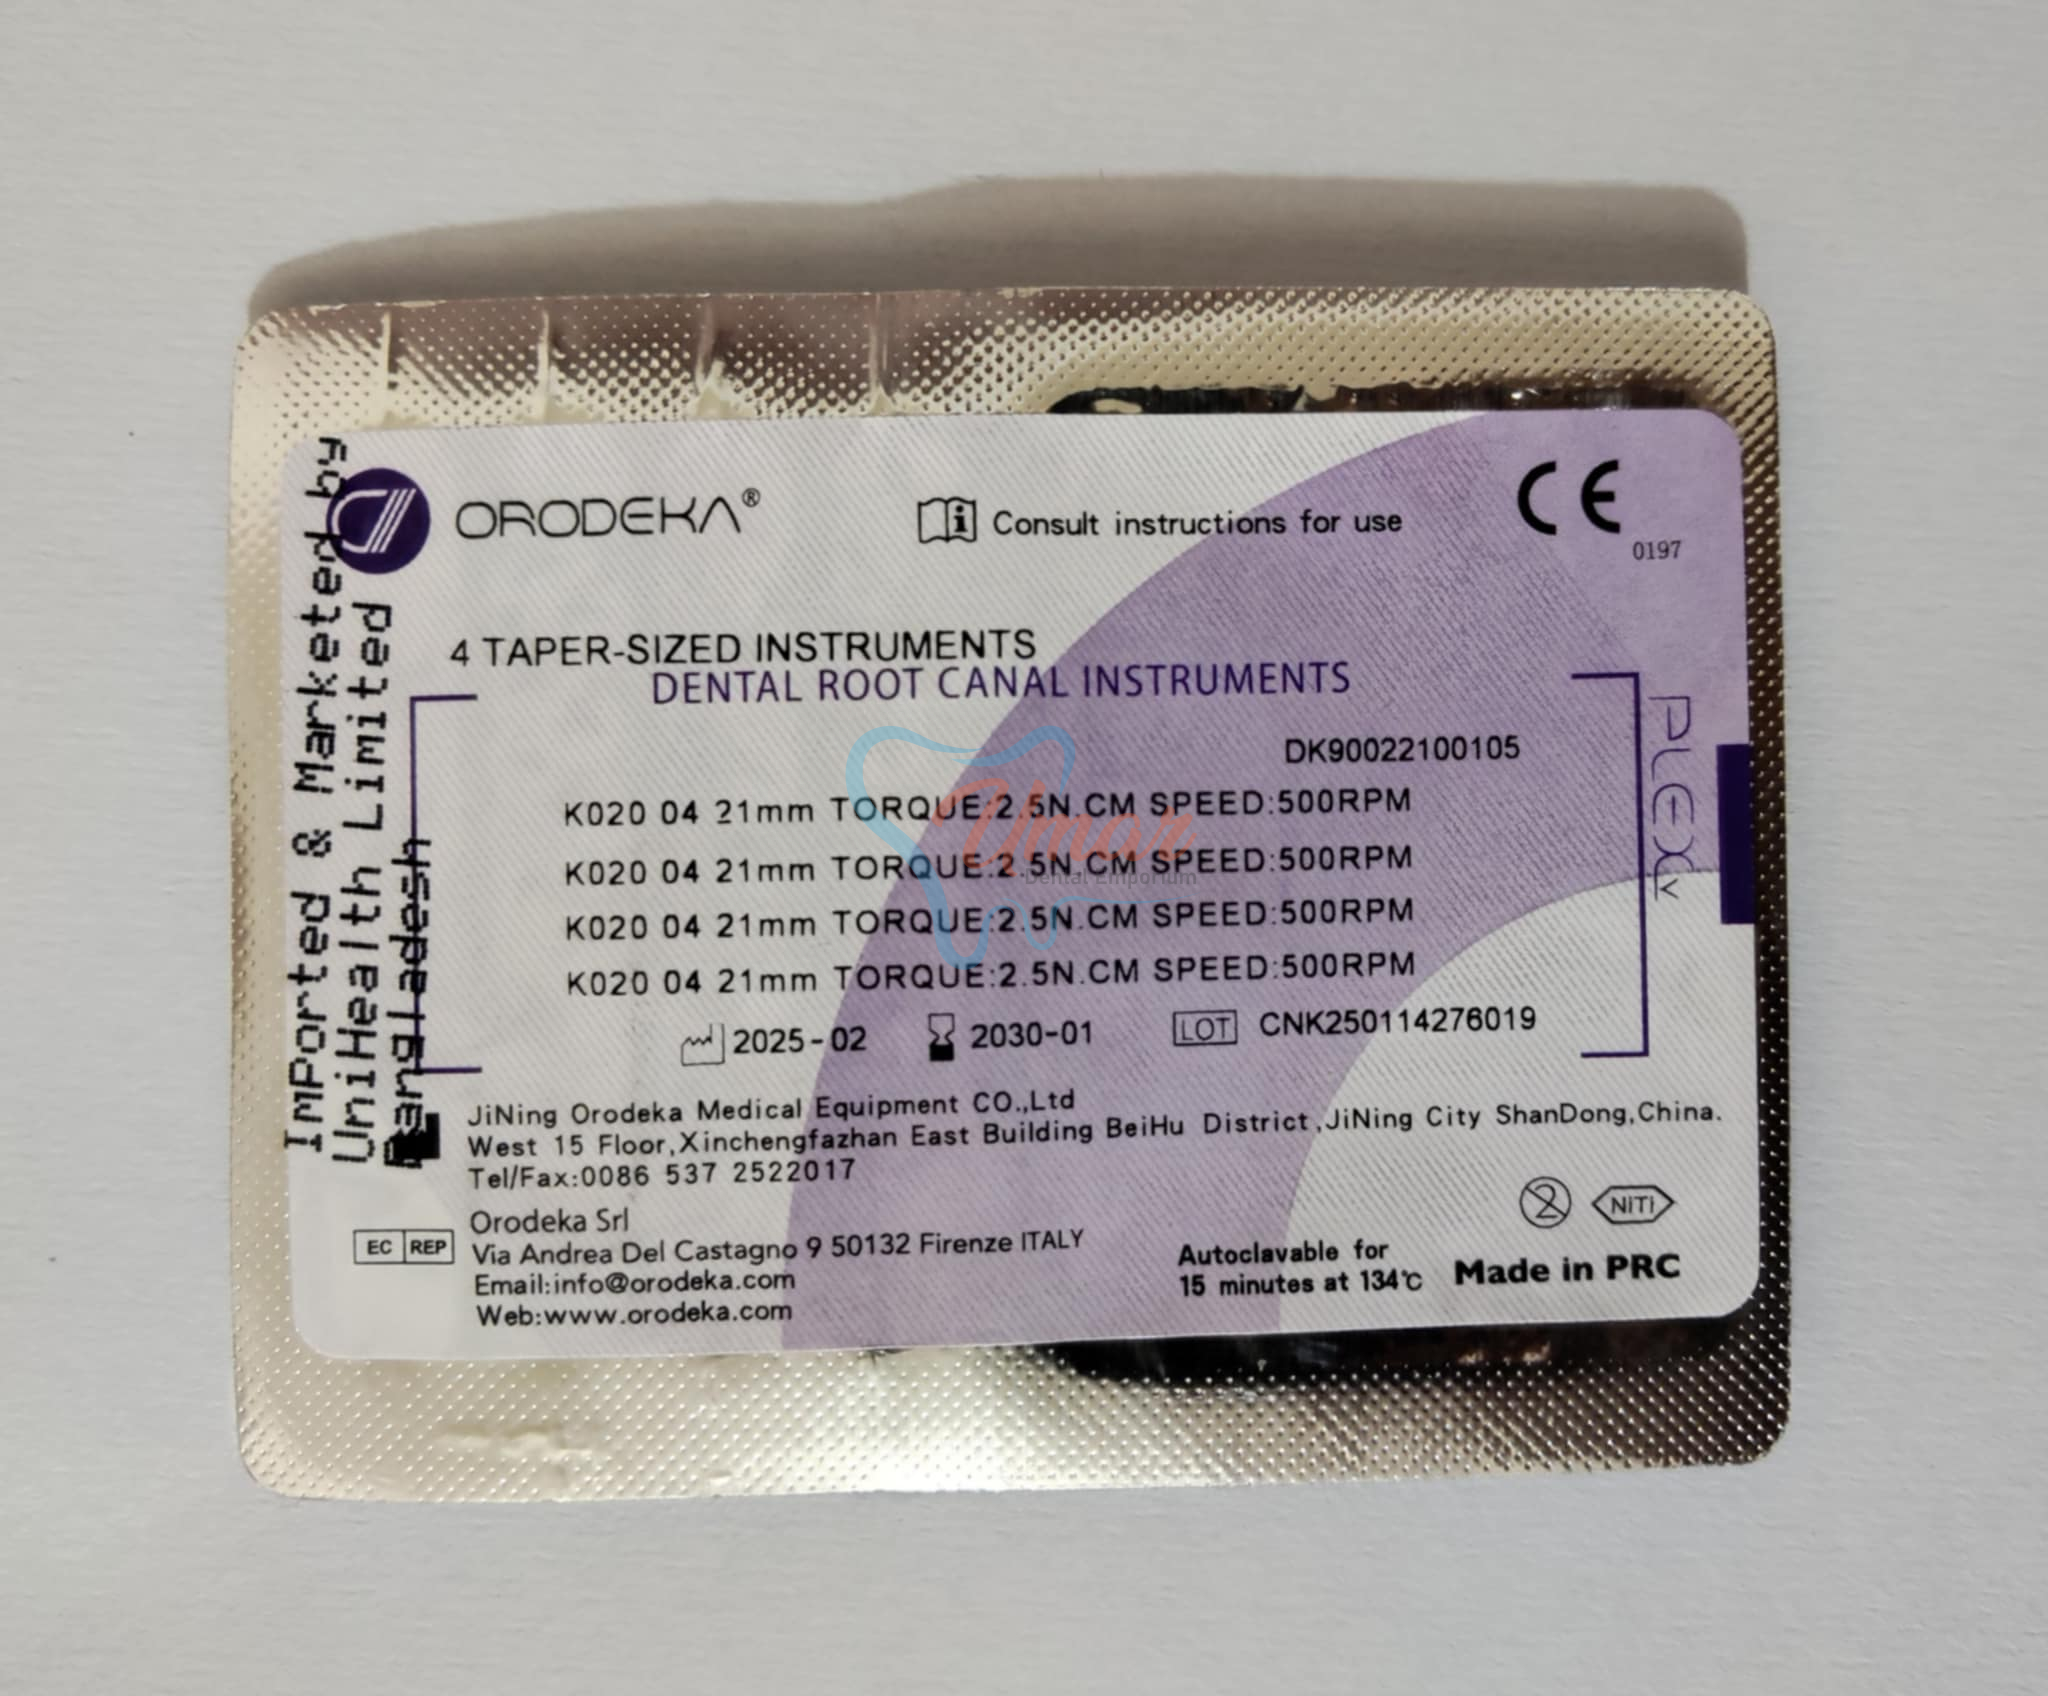 ORODEKA®
Consult instructions for use
CE
0197
4 TAPER-SIZED INSTRUMENTS
DENTAL ROOT CANAL INSTRUMENTS
DK90022100105
K020 04 21mm TORQUE:2.5N.CM SPEED:500RPM
K020 04 21mm TORQUE:2.5N.CM SPEED:500RPM
K020 04 21mm TORQUE:2.5N.CM SPEED:500RPM
K020 04 21mm TORQUE:2.5N.CM SPEED:500RPM
2025-02 2030-01 LOT CNK250114276019
PLEX V
JiNing Orodeka Medical Equipment CO.,Ltd
West 15 Floor,Xinchengfazhan East Building BeiHu District,JiNing City ShanDong,China.
Tel/Fax:0086 537 2522017
EC REP
Orodeka Srl
Via Andrea Del Castagno 9 50132 Firenze ITALY
Email:info@orodeka.com
Web:www.orodeka.com
2
NiTi
Autoclavable for
15 minutes at 134℃
Made in PRC
ImPorted & Marketed by
UniHealth Limited
Bangladesh
Umar
Dental Emporium